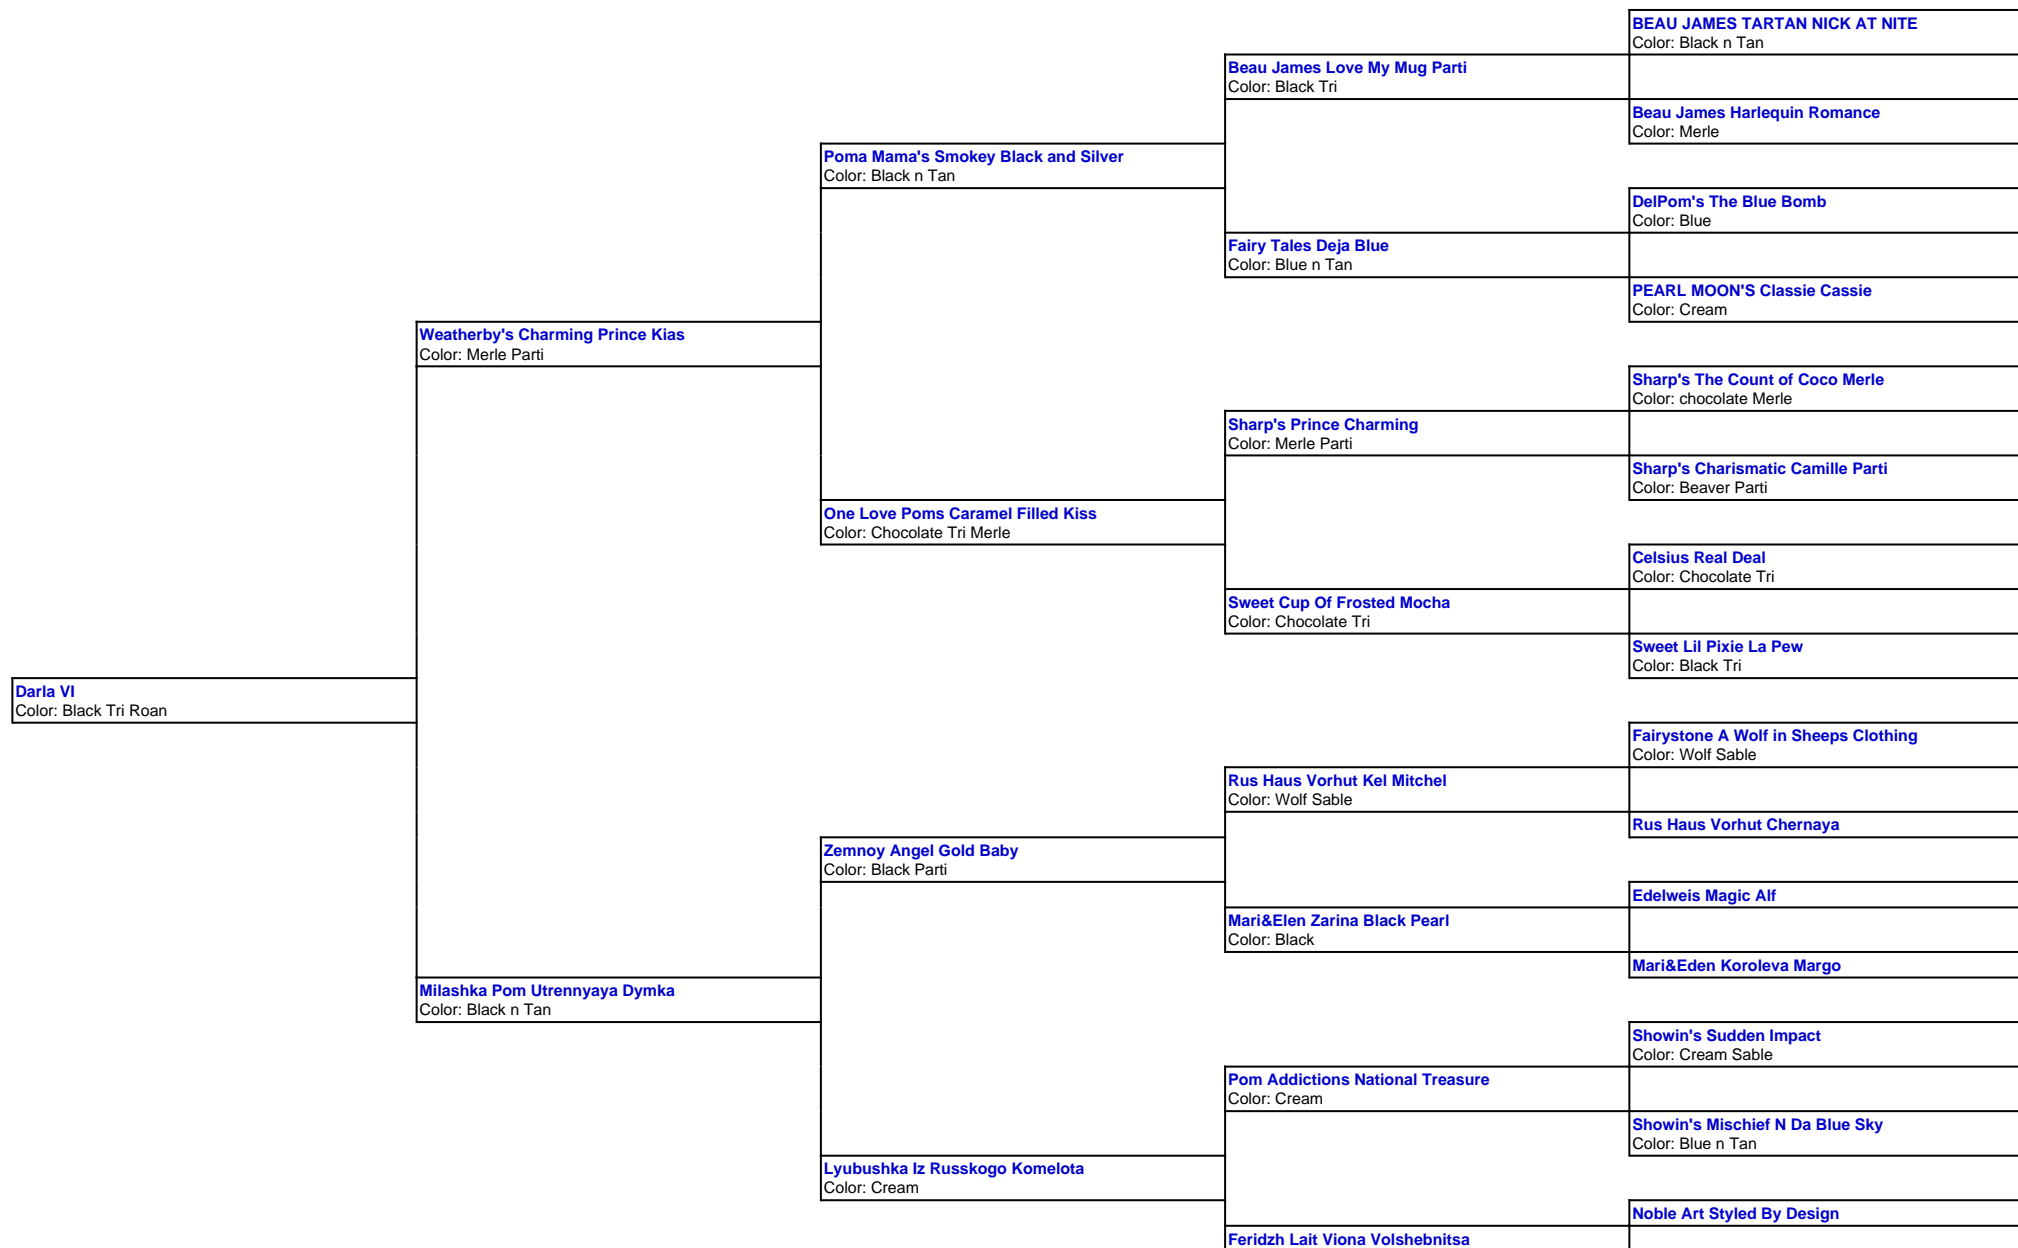 BEAU JAMES TARTAN NICK AT NITE
Color: Black n Tan
Beau James Love My Mug Parti
Color: Black Tri
Beau James Harlequin Romance
Color: Merle
Poma Mama's Smokey Black and Silver
Color: Black n Tan
DelPom's The Blue Bomb
Color: Blue
Fairy Tales Deja Blue
Color: Blue n Tan
PEARL MOON'S Classie Cassie
Color: Cream
Weatherby's Charming Prince Kias
Color: Merle Parti
Sharp's The Count of Coco Merle
Color: chocolate Merle
Sharp's Prince Charming
Color: Merle Parti
Sharp's Charismatic Camille Parti
Color: Beaver Parti
One Love Poms Caramel Filled Kiss
Color: Chocolate Tri Merle
Celsius Real Deal
Color: Chocolate Tri
Sweet Cup Of Frosted Mocha
Color: Chocolate Tri
Sweet Lil Pixie La Pew
Color: Black Tri
Darla VI
Color: Black Tri Roan
Fairystone A Wolf in Sheeps Clothing
Color: Wolf Sable
Rus Haus Vorhut Kel Mitchel
Color: Wolf Sable
Rus Haus Vorhut Chernaya
Zemnoy Angel Gold Baby
Color: Black Parti
Edelweis Magic Alf
Mari&Elen Zarina Black Pearl
Color: Black
Mari&Eden Koroleva Margo
Milashka Pom Utrennyaya Dymka
Color: Black n Tan
Showin's Sudden Impact
Color: Cream Sable
Pom Addictions National Treasure
Color: Cream
Showin's Mischief N Da Blue Sky
Color: Blue n Tan
Lyubushka Iz Russkogo Komelota
Color: Cream
Noble Art Styled By Design
Feridzh Lait Viona Volshebnitsa